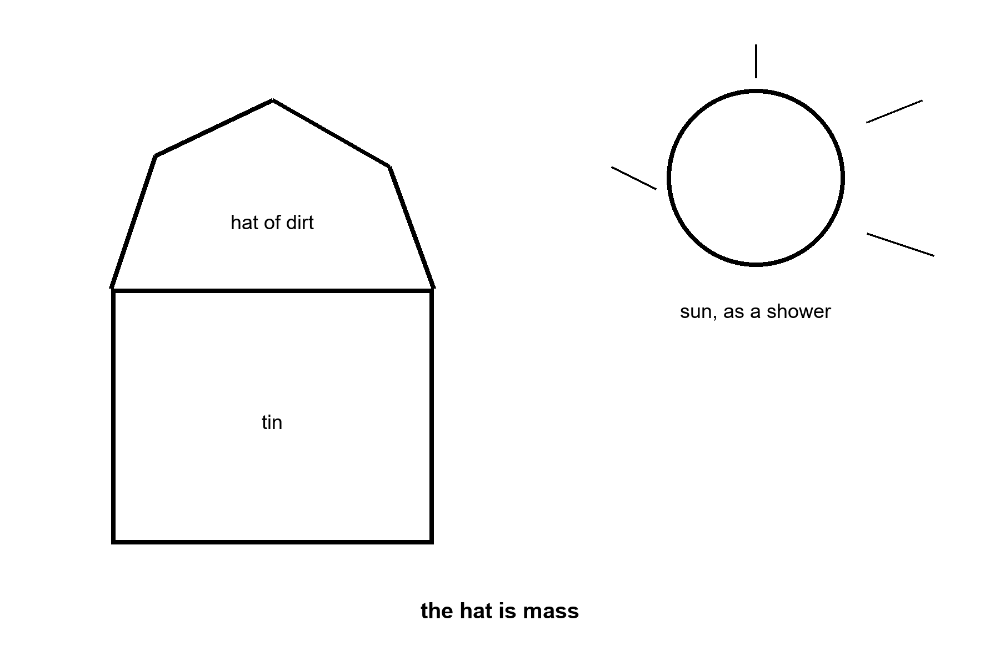 hat of dirt
sun, as a shower
tin
the hat is mass